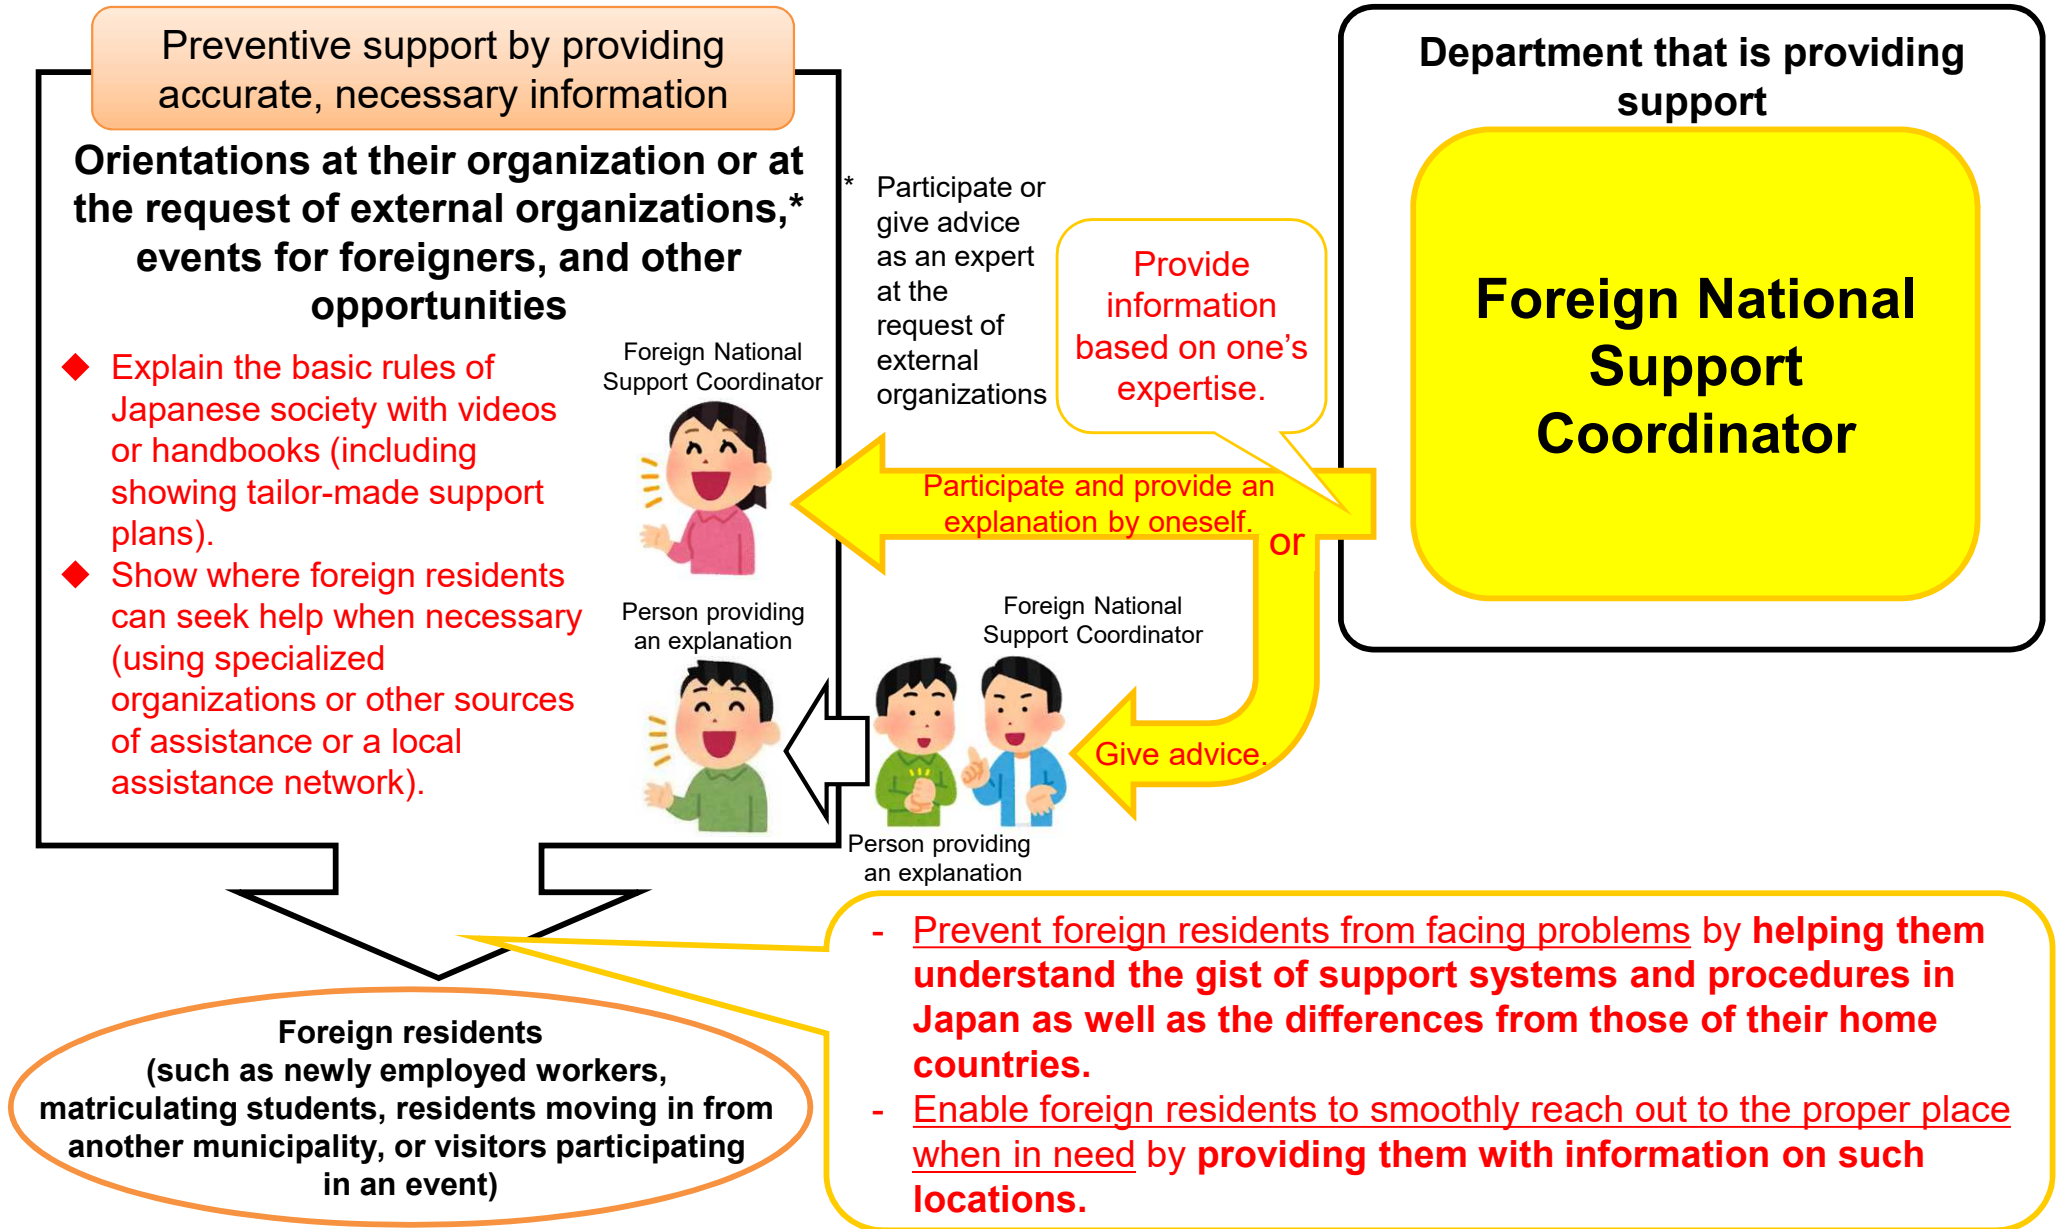 Preventive support by providing
accurate, necessary information
Orientations at their organization or at
the request of external organizations,*
events for foreigners, and other
opportunities
◆ Explain the basic rules of
Japanese society with videos
or handbooks (including
showing tailor-made support
plans).
◆ Show where foreign residents
can seek help when necessary
(using specialized
organizations or other sources
of assistance or a local
assistance network).
Foreign National
Support Coordinator
Person providing
an explanation
* Participate or
give advice
as an expert
at the
request of
external
organizations
Provide
information
based on one’s
expertise.
Department that is providing
support
Foreign National
Support
Coordinator
Participate and provide an
explanation by oneself.
or
Foreign National
Support Coordinator
Give advice.
Person providing
an explanation
- Prevent foreign residents from facing problems by helping them
understand the gist of support systems and procedures in
Japan as well as the differences from those of their home
countries.
- Enable foreign residents to smoothly reach out to the proper place
when in need by providing them with information on such
locations.
Foreign residents
(such as newly employed workers,
matriculating students, residents moving in from
another municipality, or visitors participating
in an event)